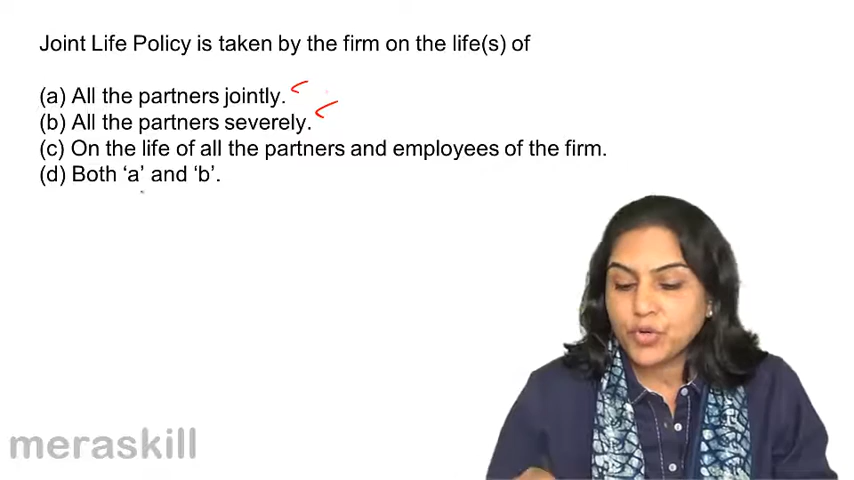 Joint Life Policy is taken by the firm on the life(s) of
(a) All the partners jointly.
(b) All the partners severely.
(c) On the life of all the partners and employees of the firm.
(d) Both ‘a’ and ‘b’.
meraskill